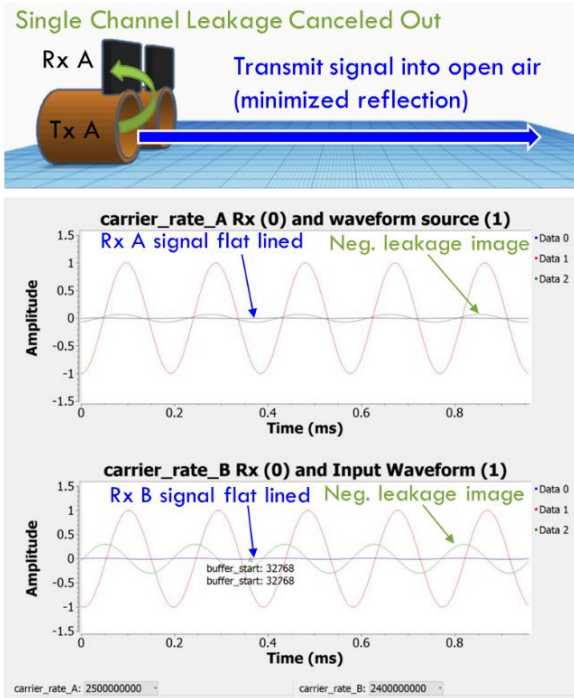 Single Channel Leakage Canceled Out
Rx A
Tx A
Transmit signal into open air
(minimized reflection)
carrier_rate_A Rx (0) and waveform source (1)
Rx A signal flat lined
Neg. leakage image
Data 0
Data 1
Data 2
Amplitude
1.5
1
0.5
0
-0.5
-1
-1.5
0
0.2
0.4
0.6
0.8
Time (ms)
carrier_rate_B Rx (0) and Input Waveform (1)
Rx B signal flat lined
Neg. leakage image
Data 0
Data 1
Data 2
Amplitude
1.5
1
0.5
0
-0.5
-1
-1.5
buffer_start: 32768
buffer_start: 32768
0
0.2
0.4
0.6
0.8
Time (ms)
carrier_rate_A: 2500000000
carrier_rate_B: 2400000000